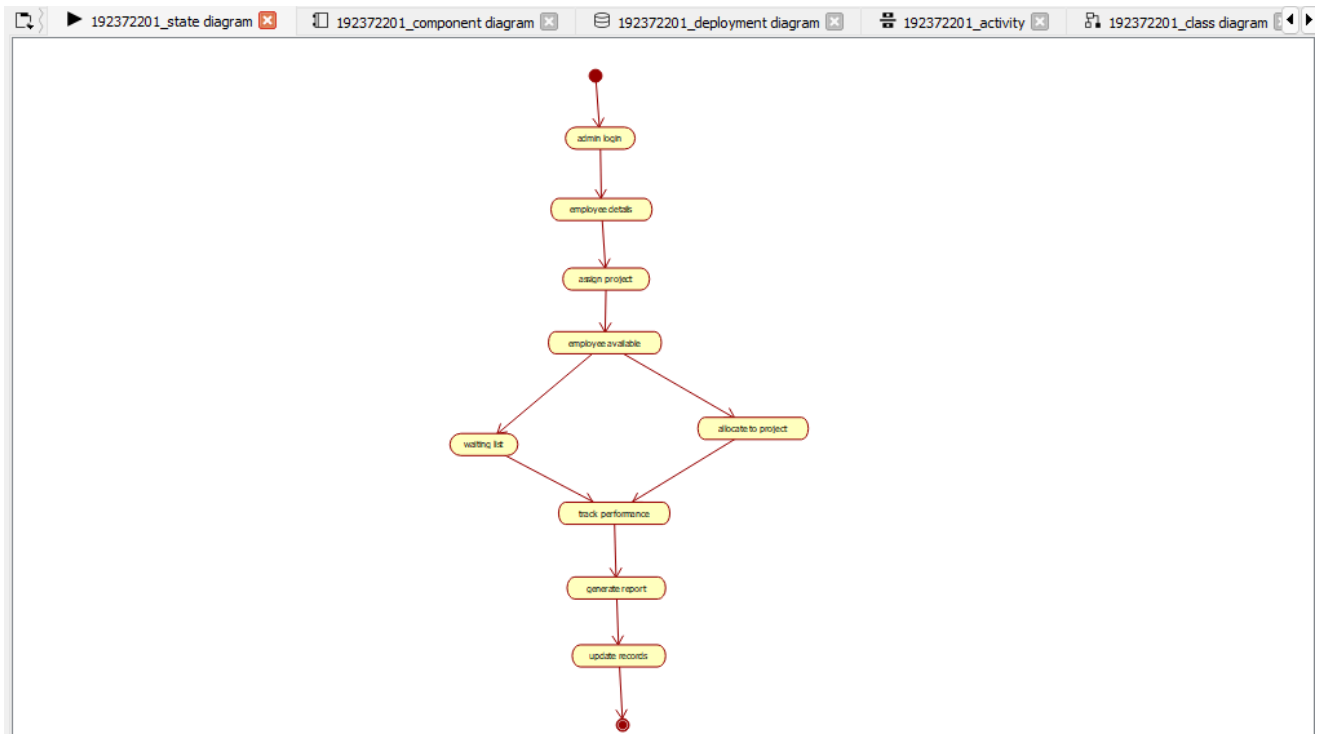 192372201_state diagram
192372201_component diagram
192372201_deployment diagram
192372201_activity
192372201_class diagram
admin login
employee details
assign project
employee available
allocate to project
waiting list
track performance
generate report
update records